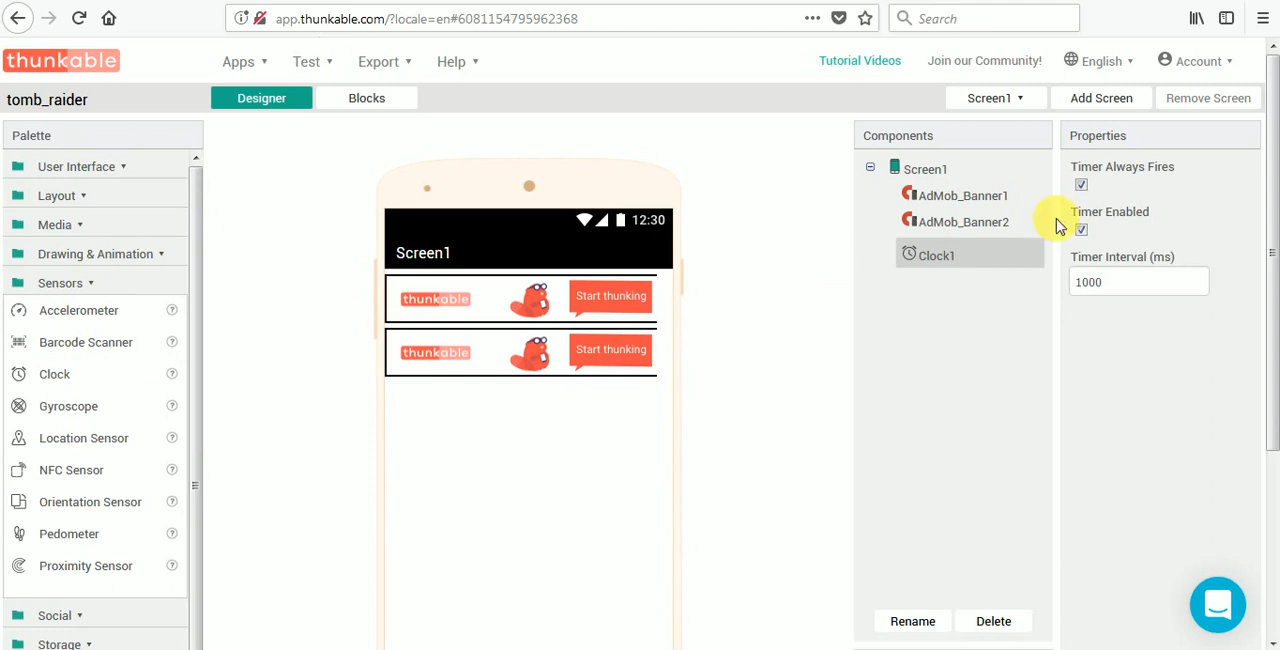 app.thunkable.com/?locale=en#6081154795962368
Search
thunkable
Apps
Test
Export
Help
Tutorial Videos
Join our Community!
English
Account
tomb_raider
Designer
Blocks
Screen1
Add Screen
Remove Screen
Palette
User Interface
Layout
Media
Drawing & Animation
Sensors
Accelerometer
Barcode Scanner
Clock
Gyroscope
Location Sensor
NFC Sensor
Orientation Sensor
Pedometer
Proximity Sensor
Social
Storage
12:30
Screen1
thunkable
Start thunking
thunkable
Start thunking
Components
Screen1
AdMob_Banner1
AdMob_Banner2
Clock1
Rename
Delete
Properties
Timer Always Fires
Timer Enabled
Timer Interval (ms)
1000